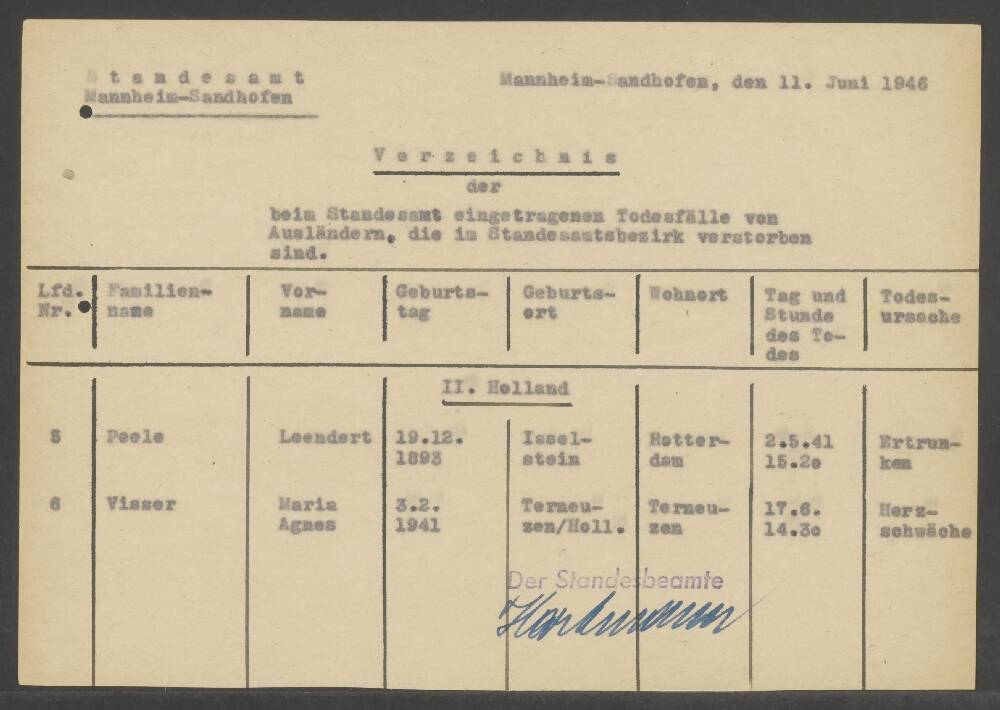 Standesamt
Mannheim-Sandhofen
Mannheim-Sandhofen, den 11. Juni 1946
Verzeichnis
der
beim Standesamt eingetragenen Todesfälle von
Ausländern, die im Standesamtsbezirk verstorben
sind.
Lfd. Familien- Vor- Geburts- Geburts- Wohnort Tag und Todes-
Nr. name name tag ort Stunde ursache
des To-
des
II. Holland
5 Peele Leendert 19.12. Issel- Rotter- 2.5.41 Ertrun-
1893 stein dam 15.20 ken
6 Visser Maria 3.2. Terneu- Terneu- 17.6. Herz-
Agnes 1941 zen/Holl. zen 14.30 schwäche
Der Standesbeamte
Hartmann